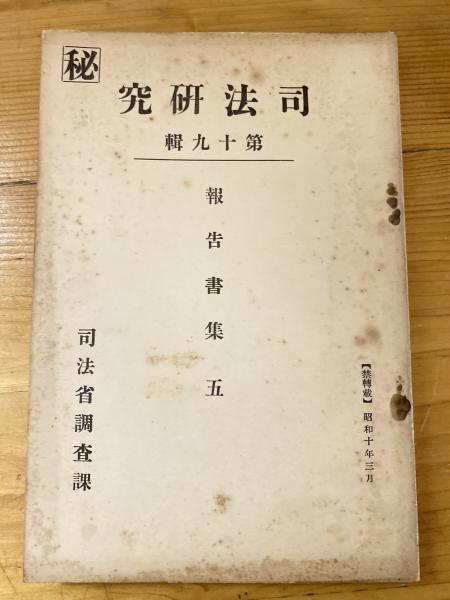 秘
司法研究
第十九輯
報告書集五
【禁轉載】 昭和十年三月
司法省調査課